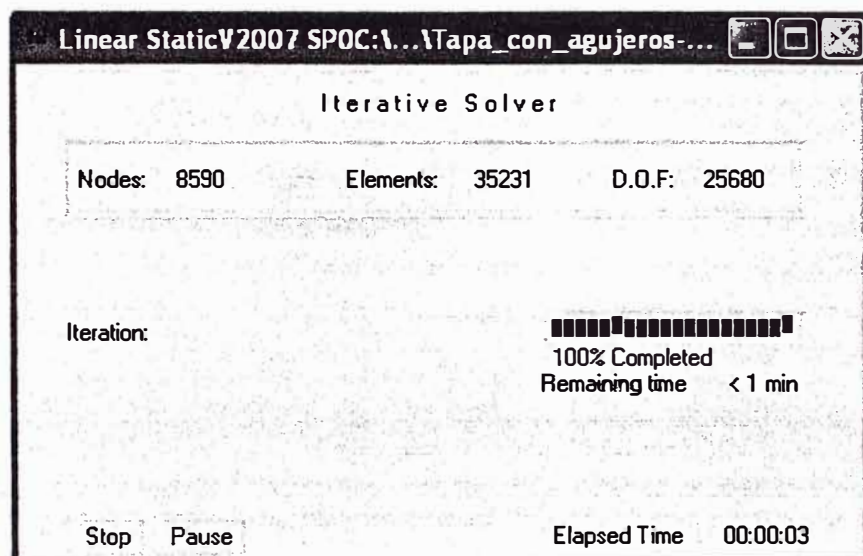 Linear StaticV2007 SP0C:\...\Tapa_con_agujeros-...
Iterative Solver
Nodes: 8590 Elements: 35231 D.O.F: 25680
Iteration:
100% Completed
Remaining time < 1 min
Stop Pause Elapsed Time 00:00:03